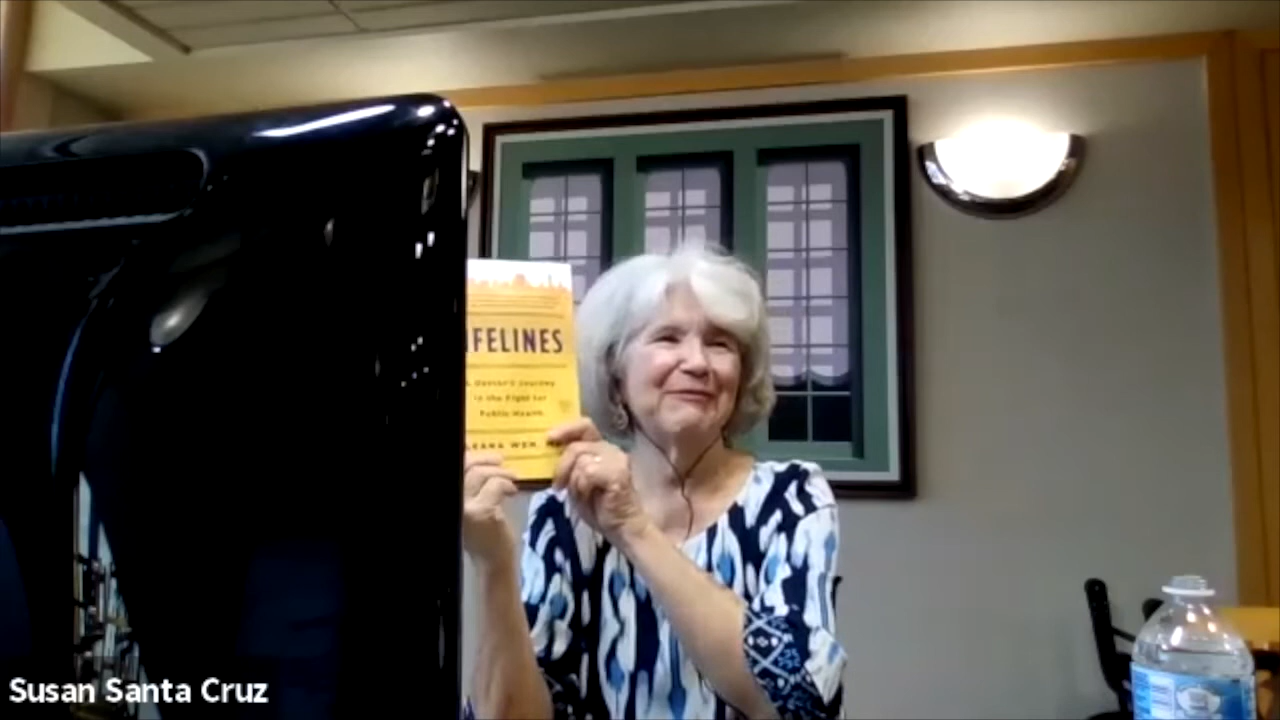 IFELINES
Doctor's Journey
in the Fight for
Public Health
LEANA WEN
Susan Santa Cruz